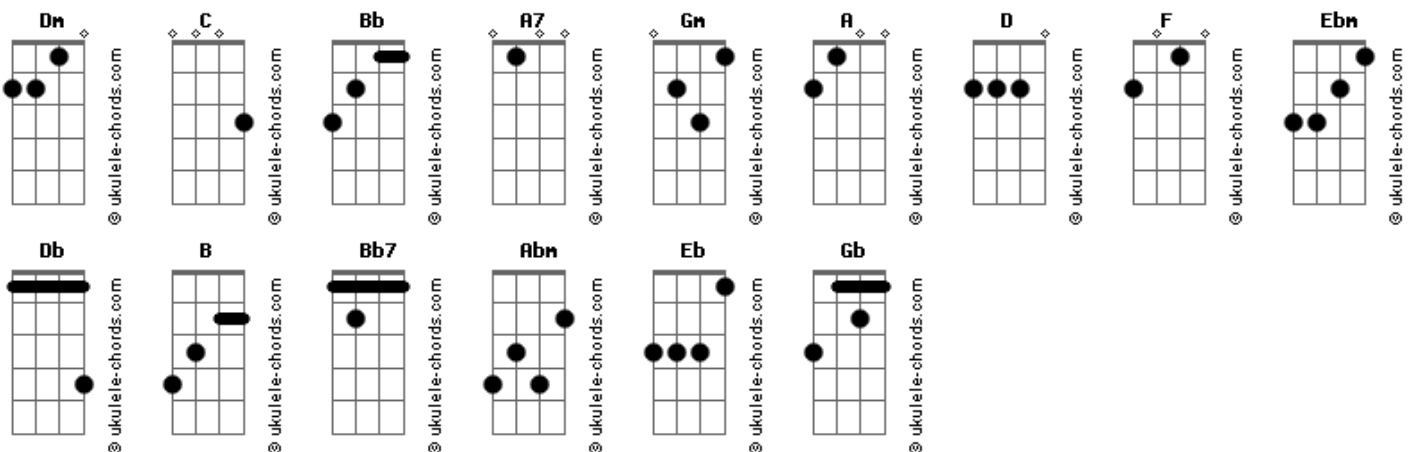 Dm C Bb A7 Gm A D F Ebm
© ukulele-chords.com © ukulele-chords.com © ukulele-chords.com © ukulele-chords.com © ukulele-chords.com © ukulele-chords.com © ukulele-chords.com © ukulele-chords.com © ukulele-chords.com
Db B Bb7 Abm Eb Gb
© ukulele-chords.com © ukulele-chords.com © ukulele-chords.com © ukulele-chords.com © ukulele-chords.com © ukulele-chords.com